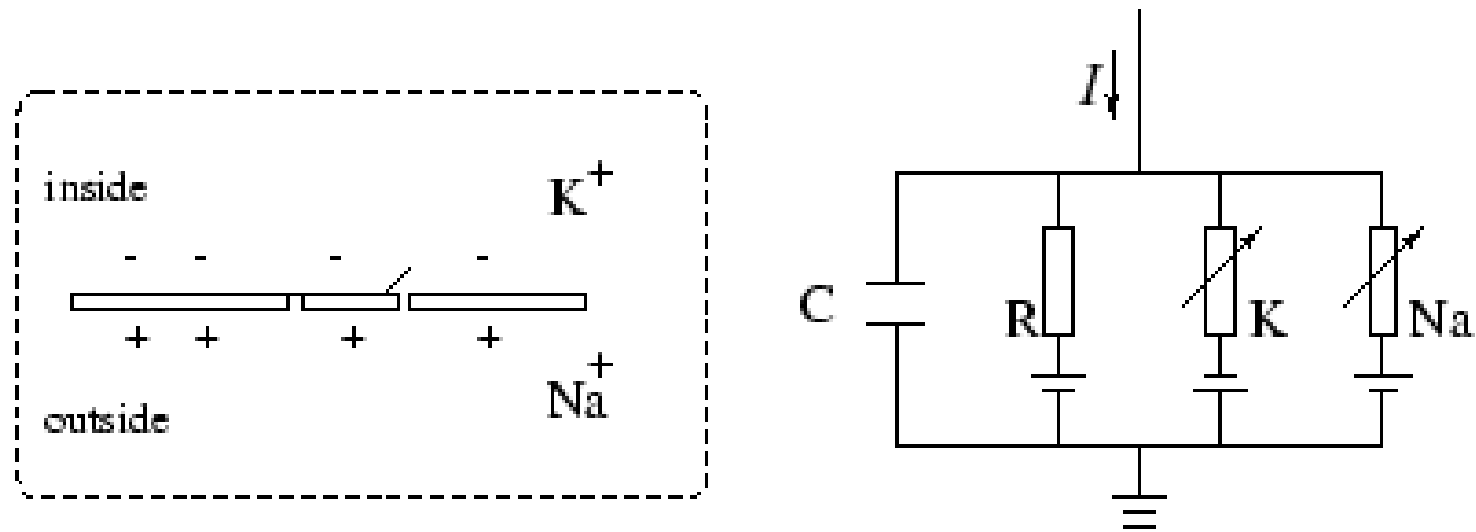 inside
K+
- - - -
+ + + +
Na+
outside
I
C
R
K
Na